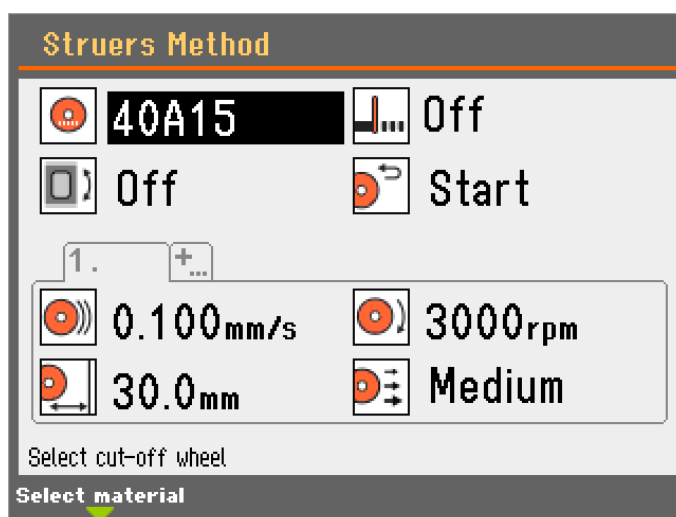 Struers Method
40A15 Off
Off Start
1. +...
0.100mm/s 3000rpm
30.0mm Medium
Select cut-off wheel
Select material